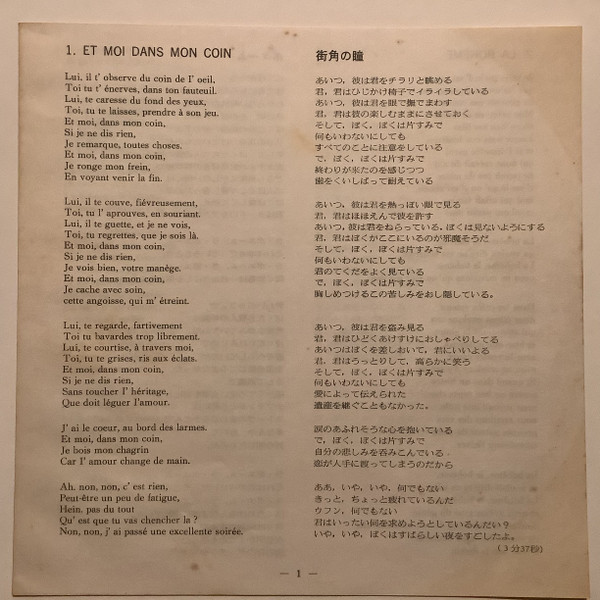 1. ET MOI DANS MON COIN
Lui, il t' observe du coin de l' oeil,
Toi tu t' énerves, dans ton fauteuil.
Lui, te caresse du fond des yeux,
Toi, tu te laisses, prendre à son jeu.
Et moi, dans mon coin,
Si je ne dis rien,
Je remarque, toutes choses.
Et moi, dans mon coin,
Je ronge mon frein,
En voyant venir la fin.
Lui, il te couve, fiévreusement,
Toi, tu l' aprouves, en souriant.
Lui, il te guette, et je ne vois,
Toi, tu regrettes, que je sois là.
Et moi, dans mon coin,
Si je ne dis rien,
Je vois bien, votre manège.
Et moi, dans mon coin,
Je cache avec soin,
cette angoisse, qui m' étreint.
Lui, te regarde, fartivement
Toi tu bavardes trop librement.
Lui, te courtise, à travers moi,
Toi, tu te grises, ris aux éclats.
Et moi, dans mon coin,
Si je ne dis rien,
Sans toucher l' héritage,
Que doit léguer l'amour.
J' ai le coeur, au bord des larmes.
Et moi, dans mon coin,
Je bois mon chagrin
Car l' amour change de main.
Ah. non, non, c' est rien,
Peut-être un peu de fatigue,
Hein. pas du tout
Qu' est que tu vas chencher la ?
Non, non, j' ai passé une excellente soirée.
街角の瞳
あいつ，彼は君をチラリと眺める
君，君はひじかけ椅子でイライラしている
あいつ，彼は君を眼で撫でまわす
君，君は彼の楽しむままにさせておく
そして，ぼく，ぼくは片すみで
何もいわないにしても
すべてのことに注意をしている
で，ぼく，ぼくは片すみで
終わりが来たのを感じつつ
歯をくいしばって耐えている
あいつ，彼は君を熱っぽい眼で見る
君，君はほほえんで彼を許す
あいつ，彼は君をねらっている，ぼくは見ないようにする
君，君はぼくがここにいるのが邪魔そうだ
そして，ぼく，ぼくは片すみで
何もいわないにしても
君のてくだをよく見ている
で，ぼく，ぼくは片すみで
胸しめつけるこの苦しみをおし隠している。
あいつ，彼は君を盗み見る
君，君はひどくあけすけにおしゃべりしてる
あいつはぼくを差しおいて，君にいいよる
君，君はうっとりして，高らかに笑う
そして，ぼく，ぼくは片すみで
何もいわないにしても
愛によって伝えられた
遺産を継ぐこともなかった。
涙のあふれそうな心を抱いている
で，ぼく，ぼくは片すみで
自分の悲しみを呑みこんでいる
恋が人手に渡ってしまうのだから
ああ，いや，いや，何でもない
きっと，ちょっと疲れているんだ
ウフン，何でもない
君はいったい何を求めようとしているんだい？
いや，いや，ぼくはすばらしい夜をすごしたよ。
(3分37秒)
— 1 —